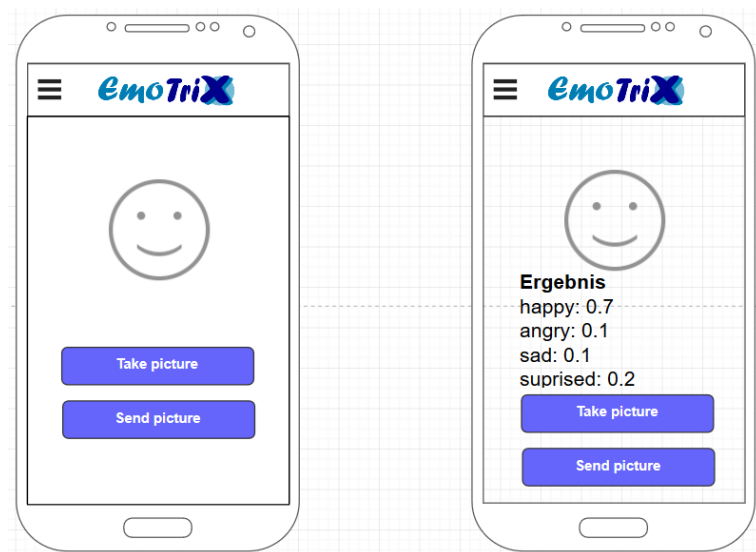 EmoTriX
Take picture
Send picture
EmoTriX
Ergebnis
happy: 0.7
angry: 0.1
sad: 0.1
suprised: 0.2
Take picture
Send picture